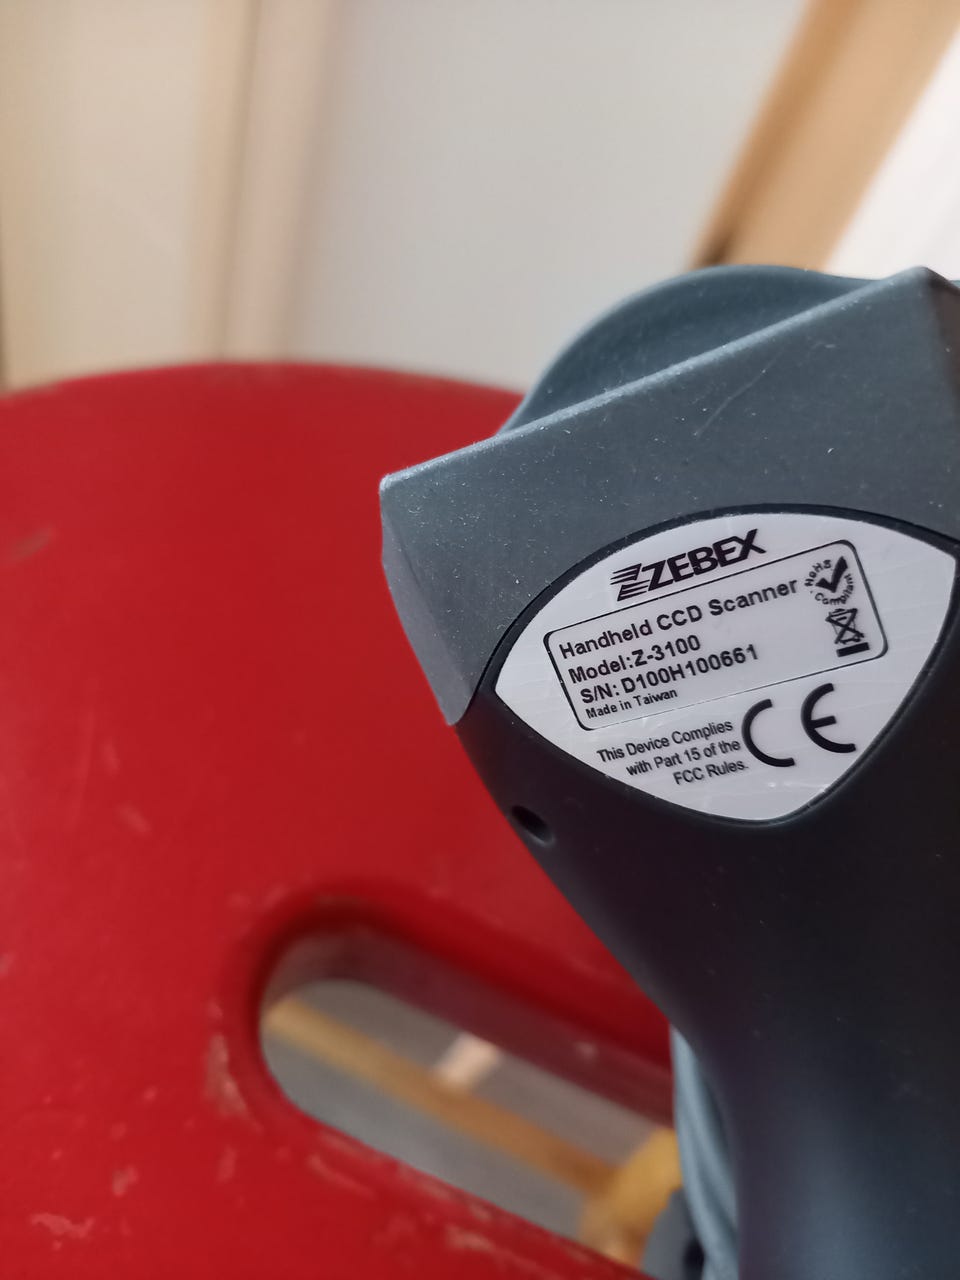 ZEBEX
Handheld CCD Scanner
Model:Z-3100
S/N: D100H100661
Made in Taiwan
RoHS
Compliant
This Device Complies
with Part 15 of the
FCC Rules.
CE